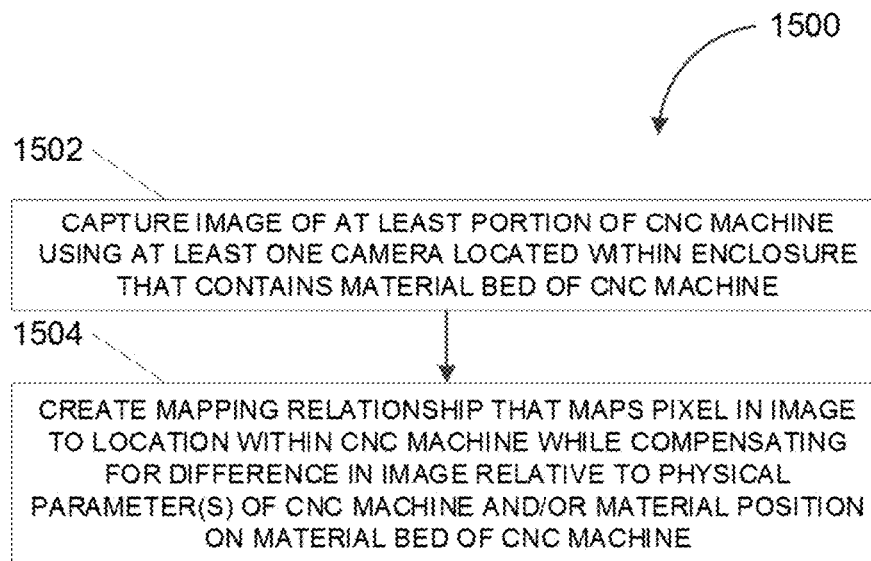 1500
1502
CAPTURE IMAGE OF AT LEAST PORTION OF CNC MACHINE
USING AT LEAST ONE CAMERA LOCATED WITHIN ENCLOSURE
THAT CONTAINS MATERIAL BED OF CNC MACHINE
1504
CREATE MAPPING RELATIONSHIP THAT MAPS PIXEL IN IMAGE
TO LOCATION WITHIN CNC MACHINE WHILE COMPENSATING
FOR DIFFERENCE IN IMAGE RELATIVE TO PHYSICAL
PARAMETER(S) OF CNC MACHINE AND/OR MATERIAL POSITION
ON MATERIAL BED OF CNC MACHINE